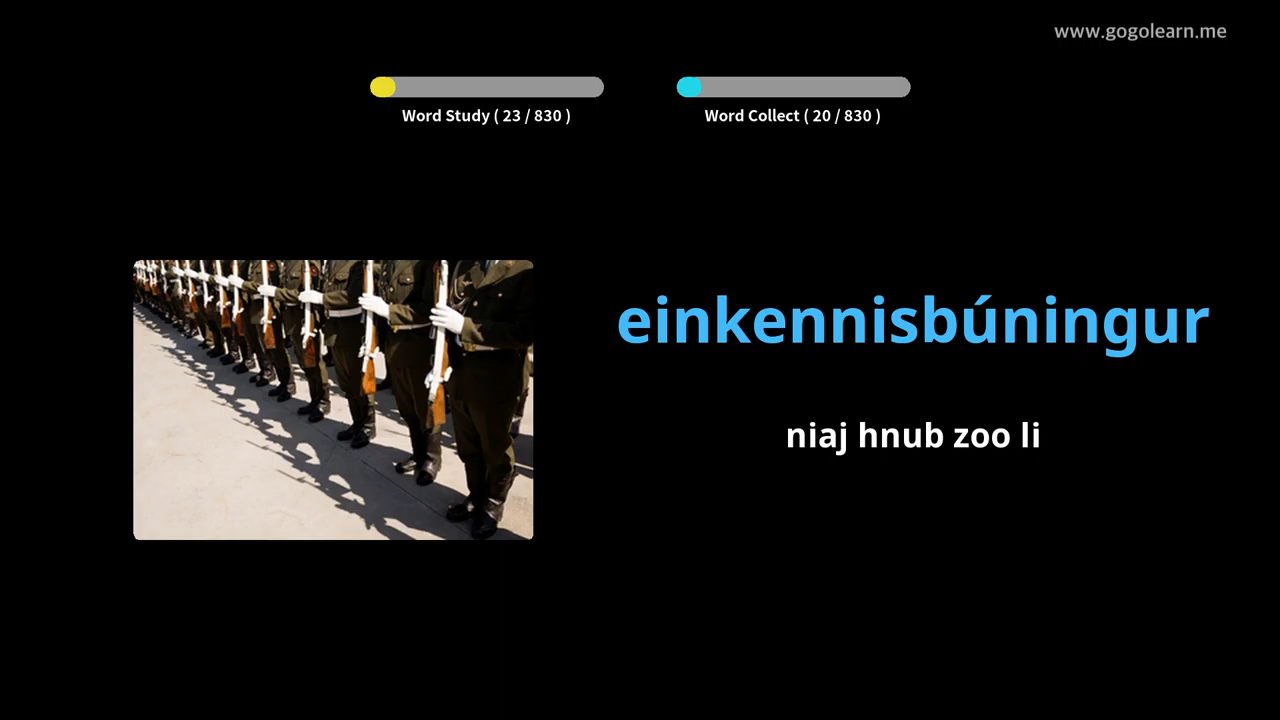 www.gogolearn.me
Word Study ( 23 / 830 )
Word Collect ( 20 / 830 )
einkennisbúningur
niaj hnub zoo li